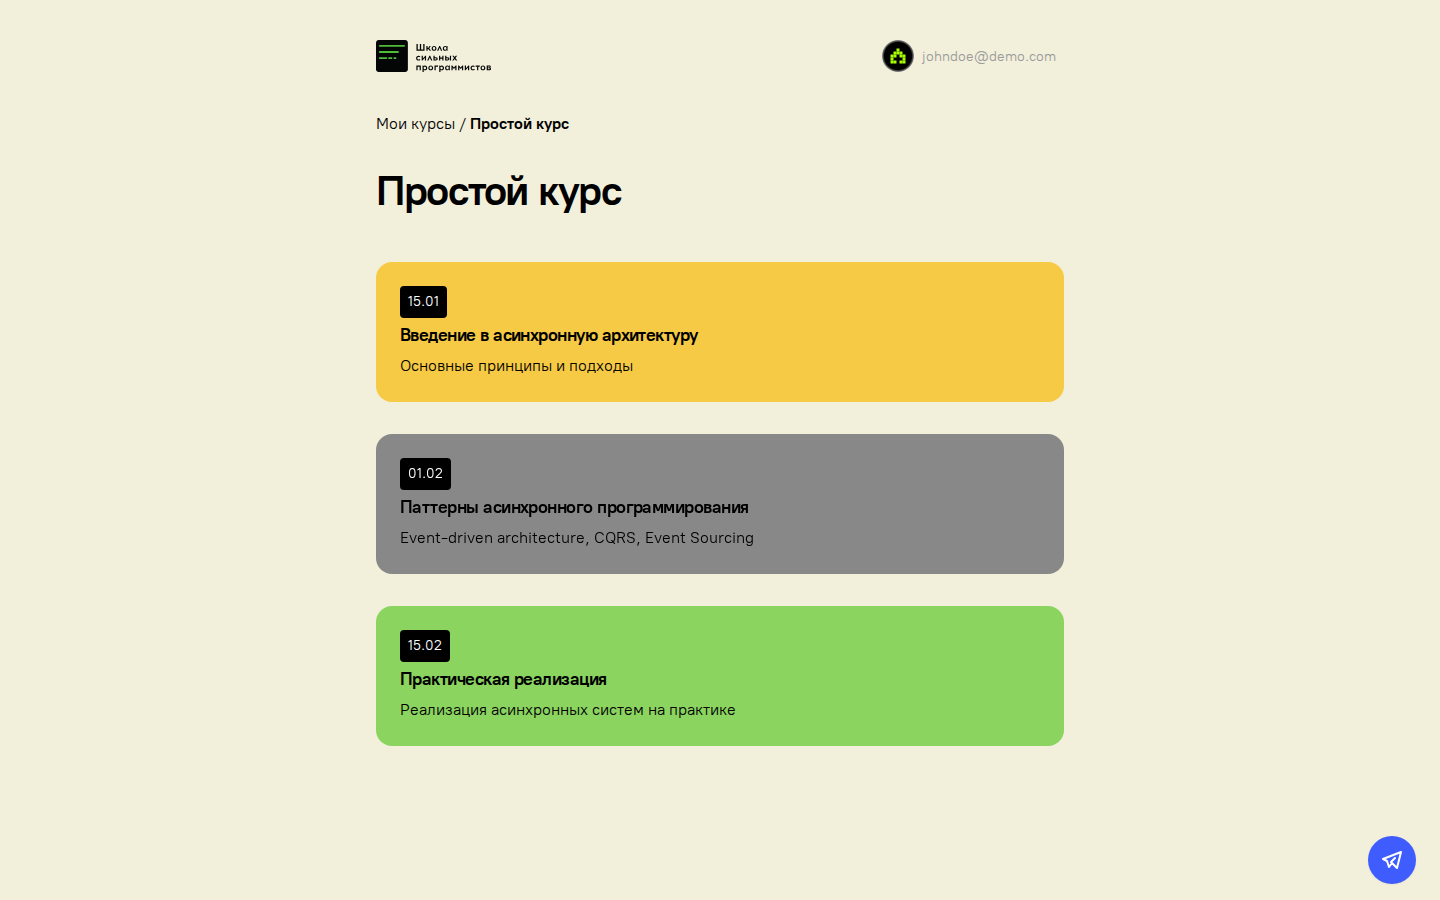 Школа
сильных
программистов
johndoe@demo.com
Мои курсы / Простой курс
Простой курс
15.01
Введение в асинхронную архитектуру
Основные принципы и подходы
01.02
Паттерны асинхронного программирования
Event-driven architecture, CQRS, Event Sourcing
15.02
Практическая реализация
Реализация асинхронных систем на практике